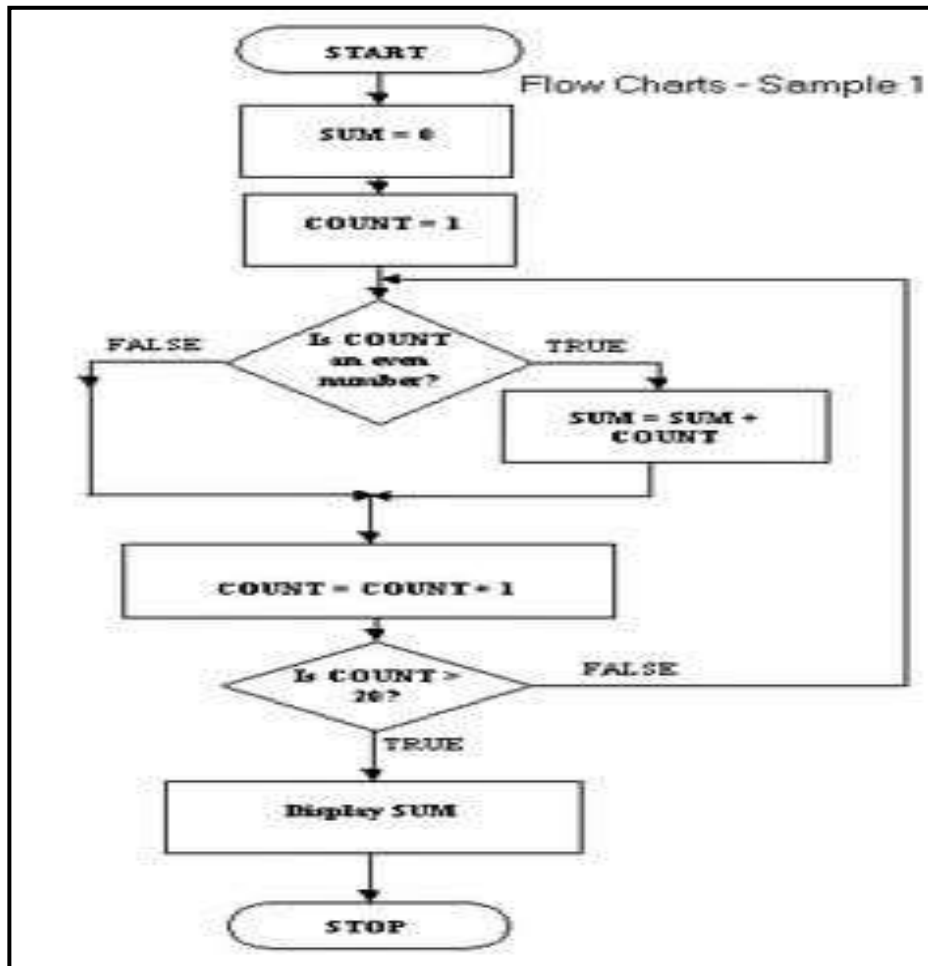 START
Flow Charts - Sample 1
SUM = 0
COUNT = 1
Is COUNT
an even
number?
FALSE
TRUE
SUM = SUM +
COUNT
COUNT = COUNT + 1
Is COUNT >
20?
FALSE
TRUE
Display SUM
STOP